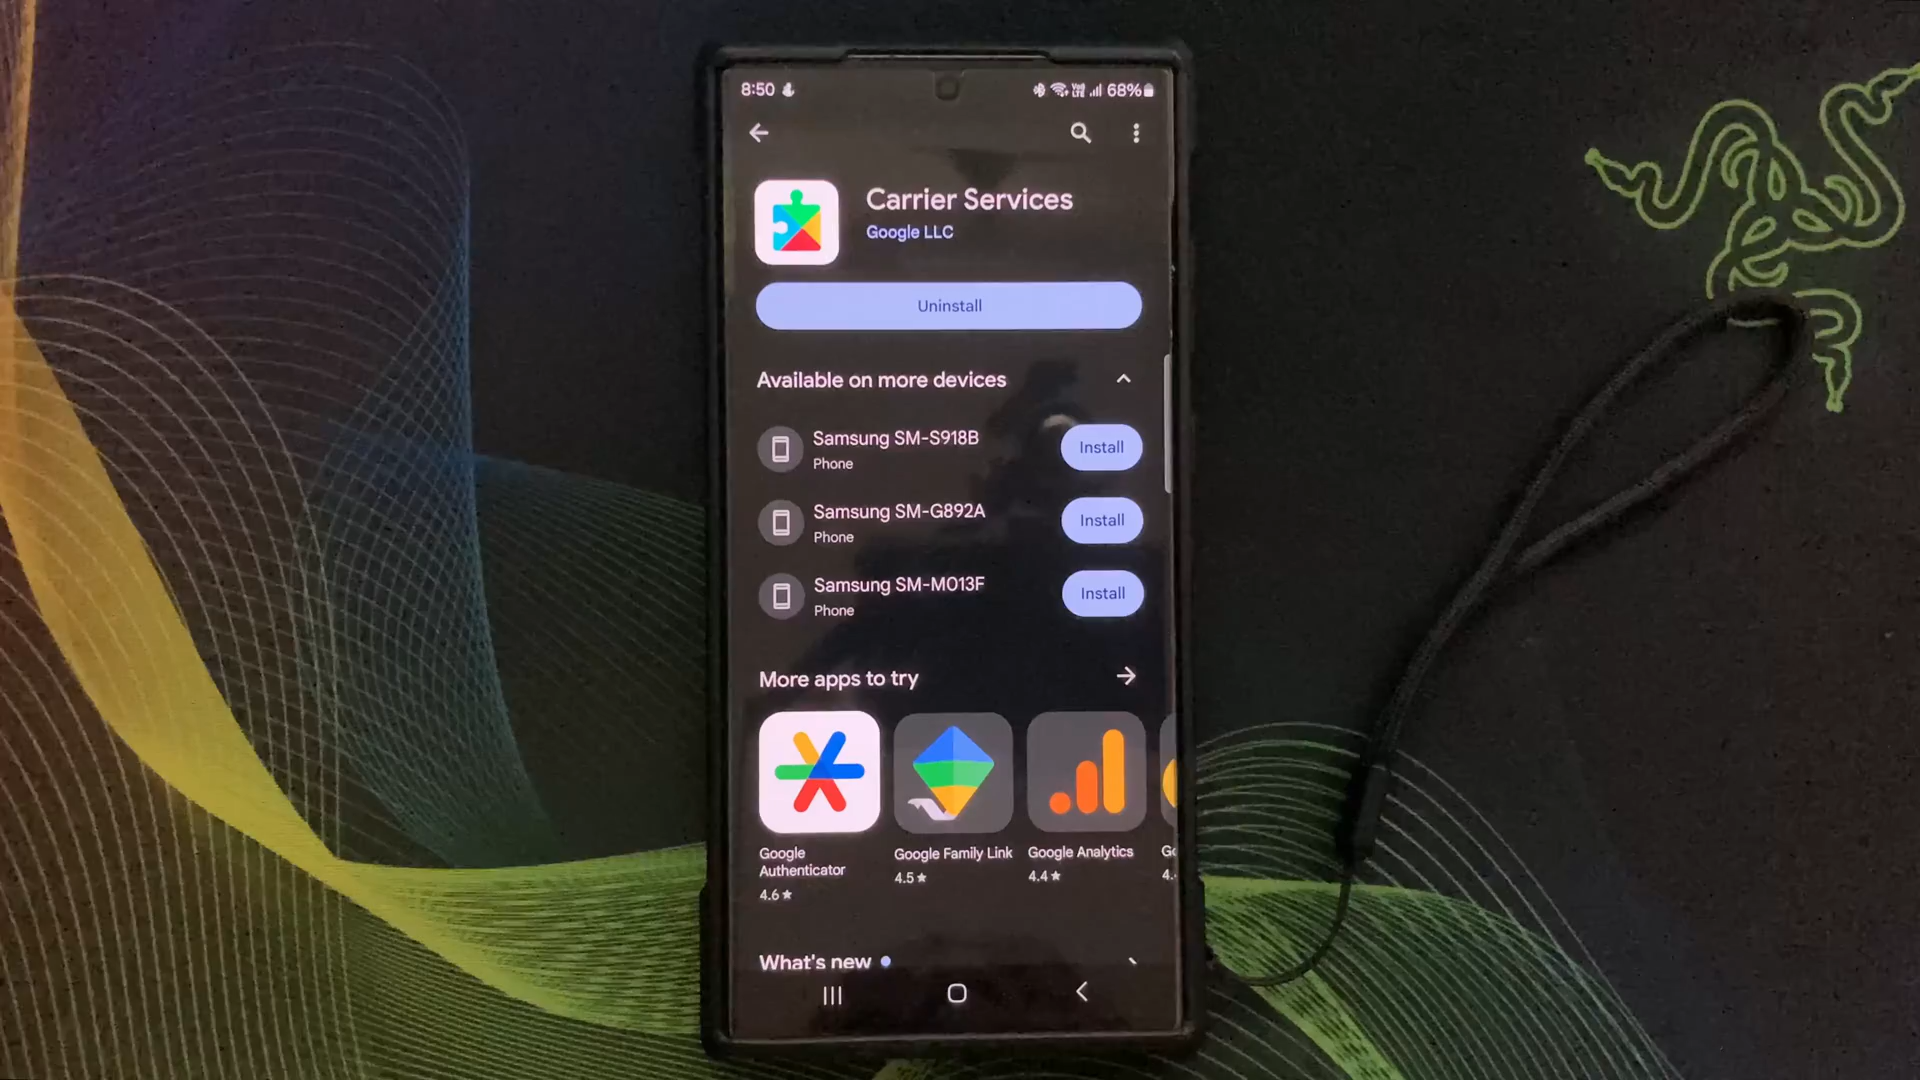 8:50 68%
Carrier Services
Google LLC
Uninstall
Available on more devices
Samsung SM-S918B
Phone
Install
Samsung SM-G892A
Phone
Install
Samsung SM-M013F
Phone
Install
More apps to try
Google
Authenticator
4.6★
Google Family Link
4.5★
Google Analytics
4.4★
4.
What's new